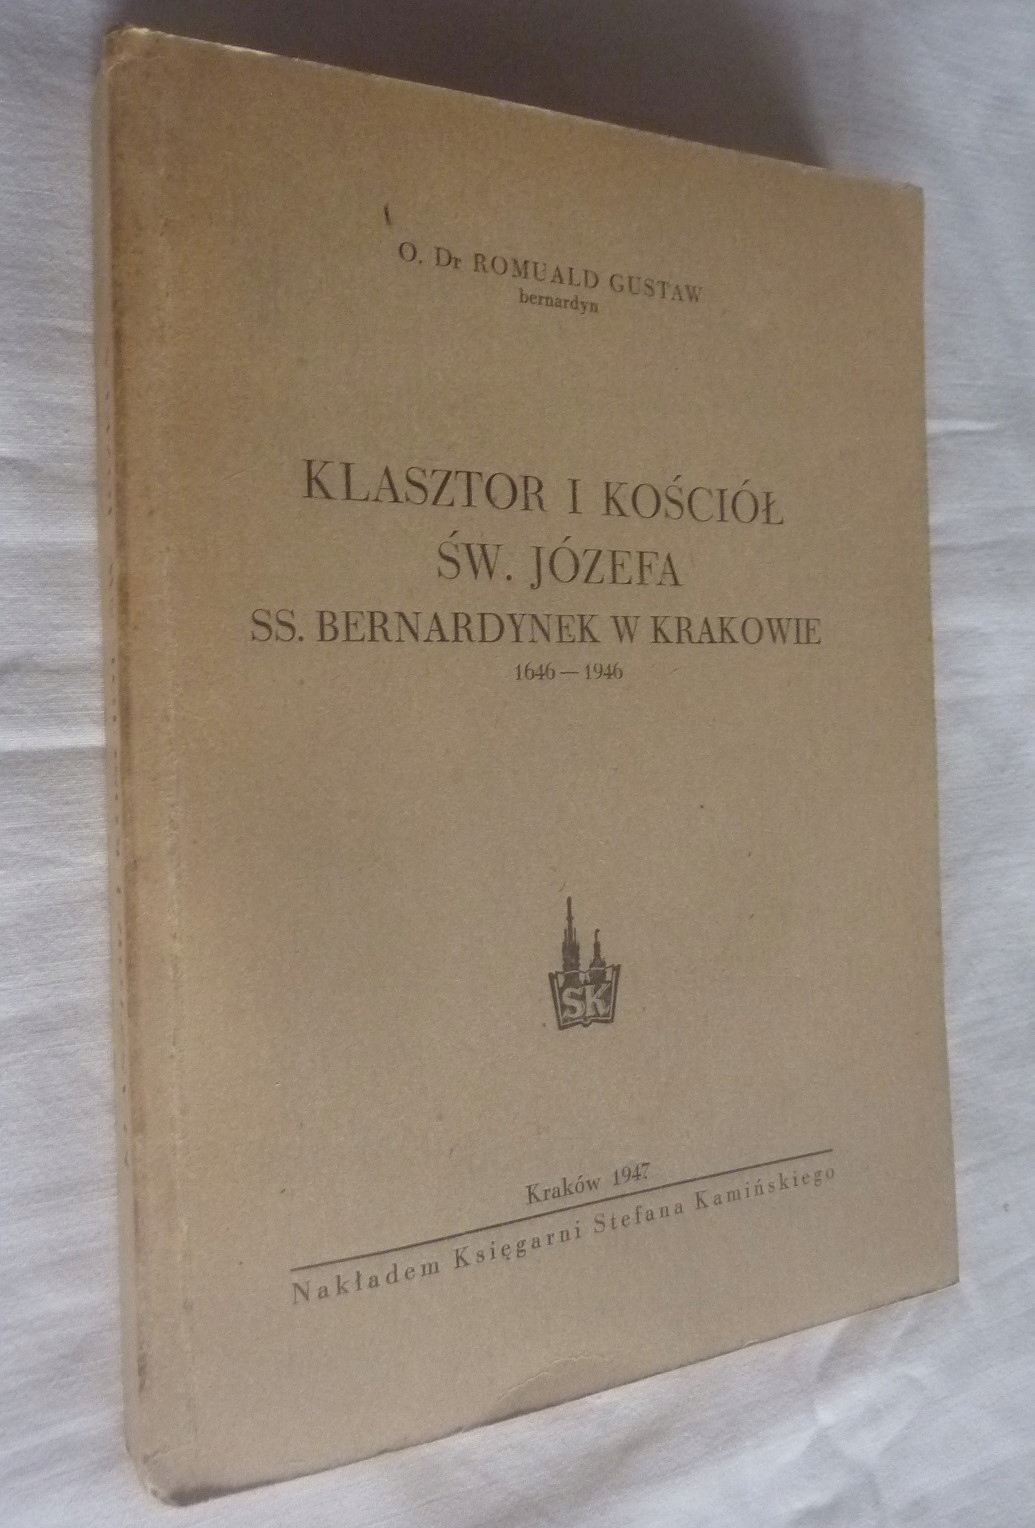 O. Dr ROMUALD GUSTAW
bernardyn
KLASZTOR I KOŚCIÓŁ
ŚW. JÓZEFA
SS. BERNARDYNEK W KRAKOWIE
1646 — 1946
SK
Kraków 1947
Nakładem Księgarni Stefana Kamińskiego